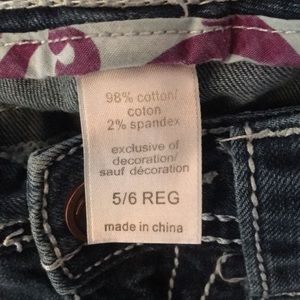 98% cotton/
coton
2% spandex
exclusive of
decoration/
sauf décoration
5/6 REG
made in china